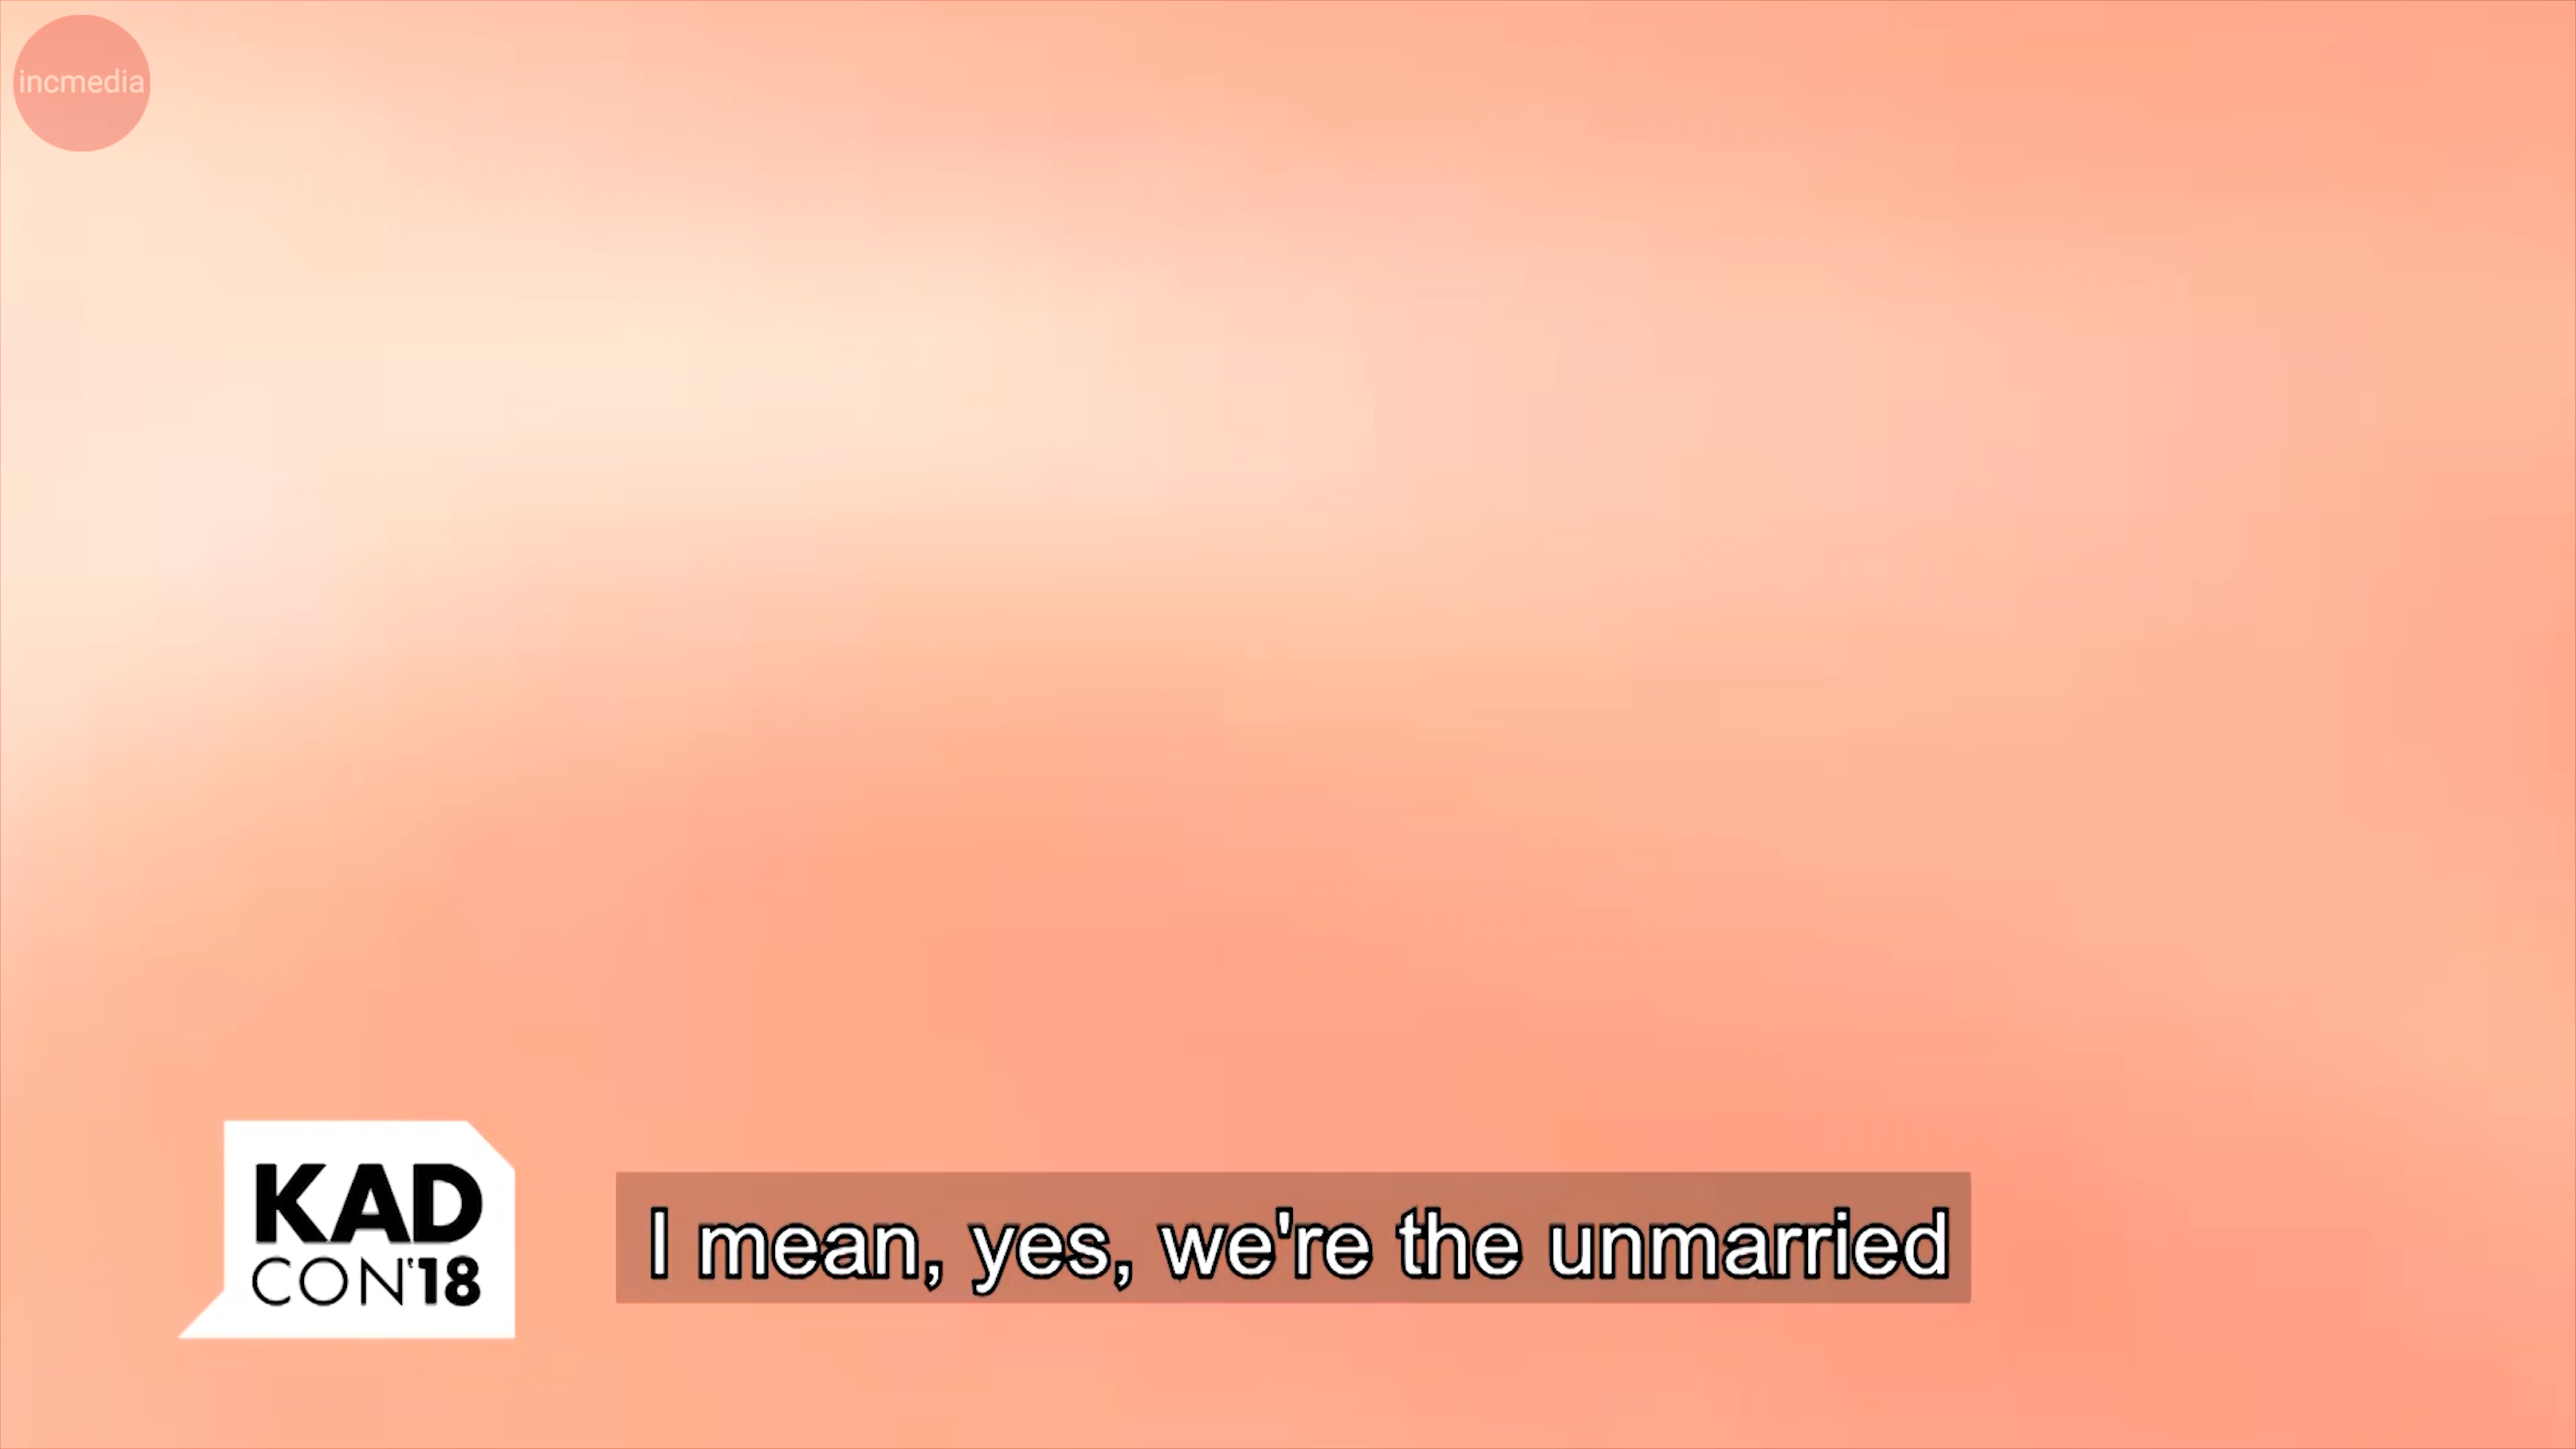 incmedia
KAD
CON'18
I mean, yes, we're the unmarried